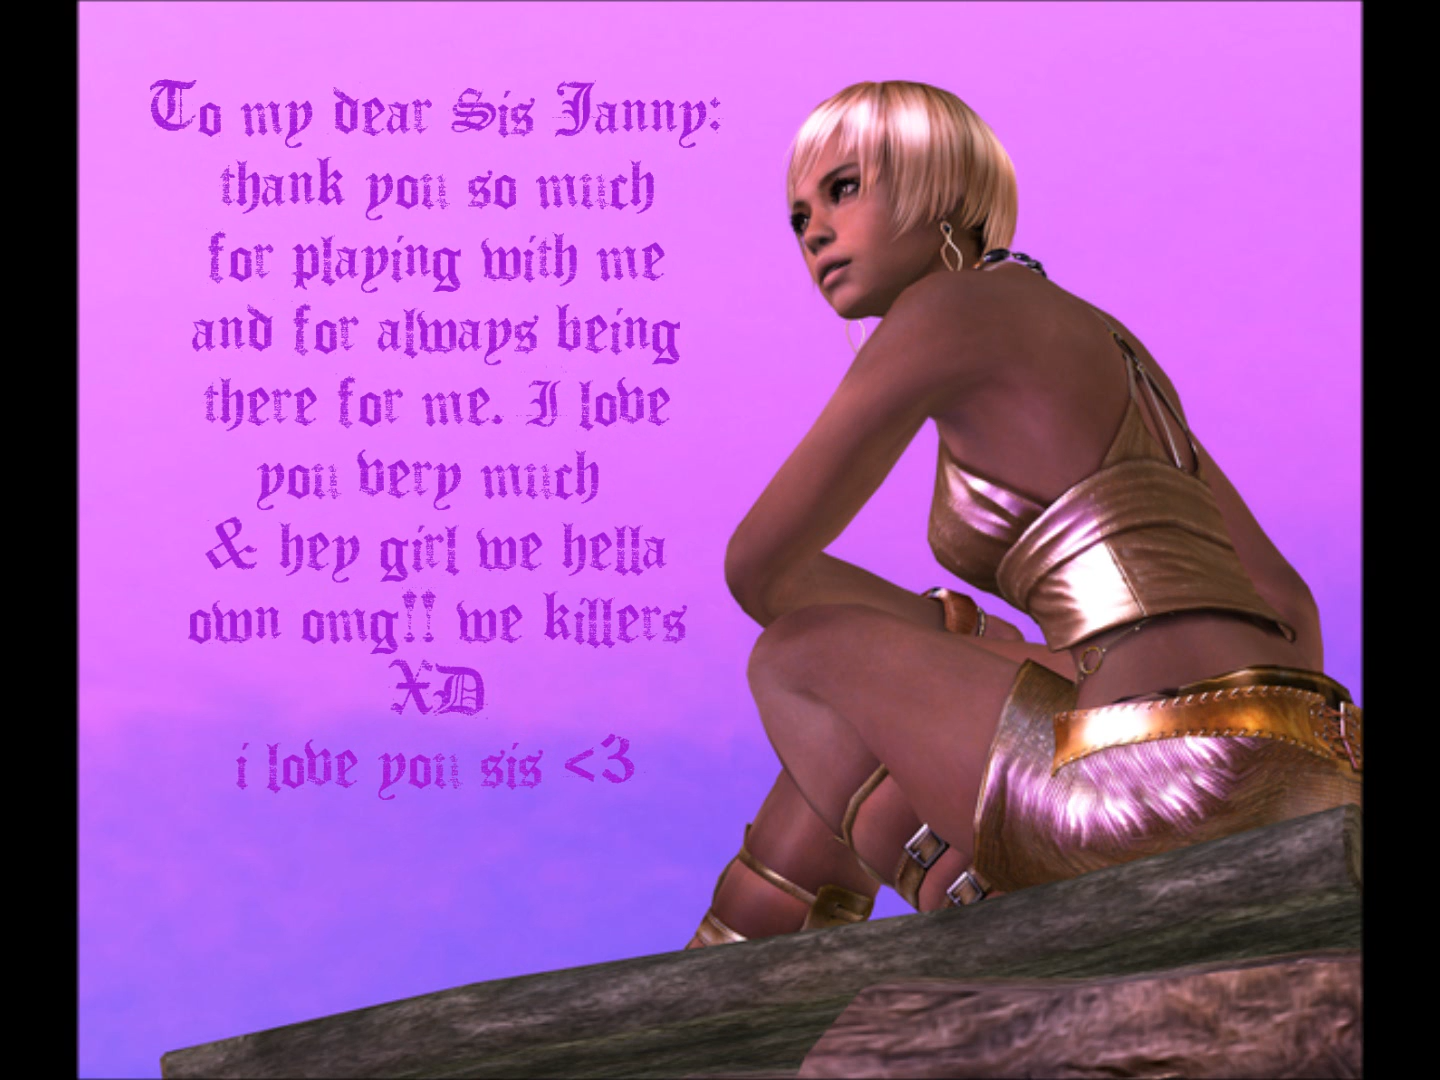 To my dear Sis Janny:
thank you so much
for playing with me
and for always being
there for me. I love
you very much
& hey girl we hella
own omg!! we killers
XD
i love you sis <3